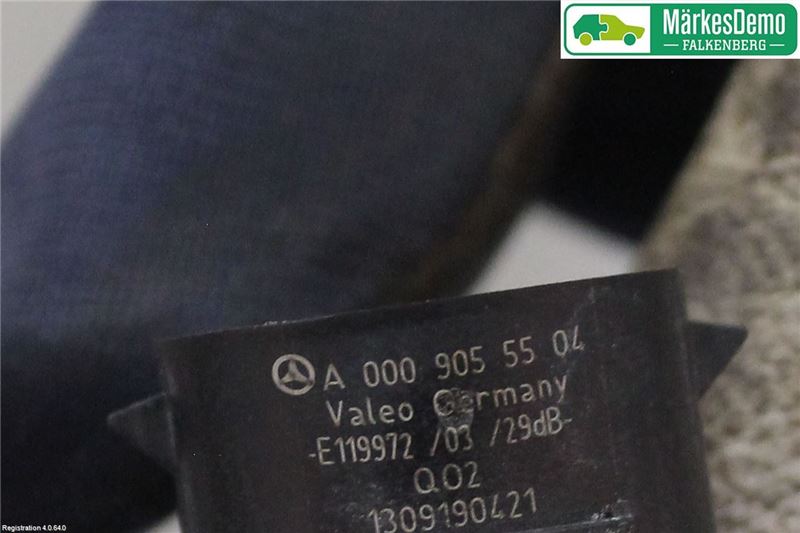 MärkesDemo
FALKENBERG
A 000 905 55 04
Valeo Germany
-E119972 /03 /29dB-
Q02
1309190421
Registration 4.0.64.0